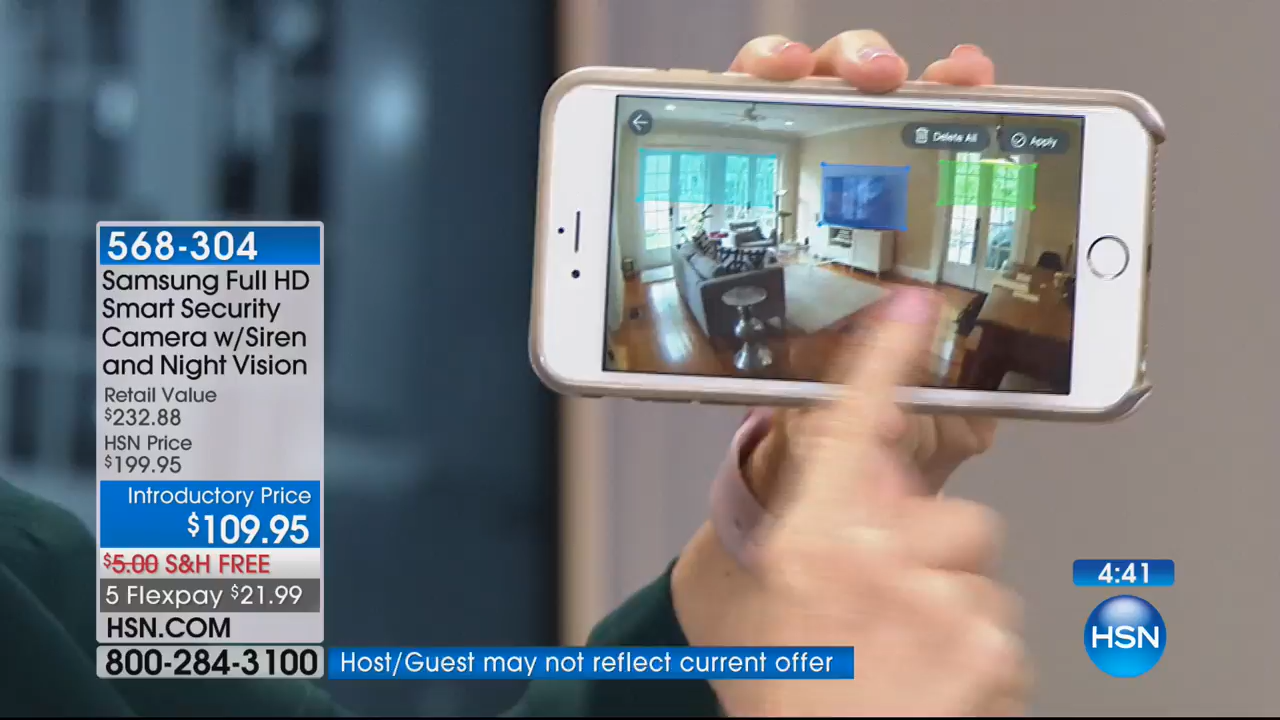 Delete All
Apply
568-304
Samsung Full HD
Smart Security
Camera w/Siren
and Night Vision
Retail Value
$232.88
HSN Price
$199.95
Introductory Price
$109.95
$5.00 S&H FREE
5 Flexpay $21.99
HSN.COM
800-284-3100
Host/Guest may not reflect current offer
4:41
HSN